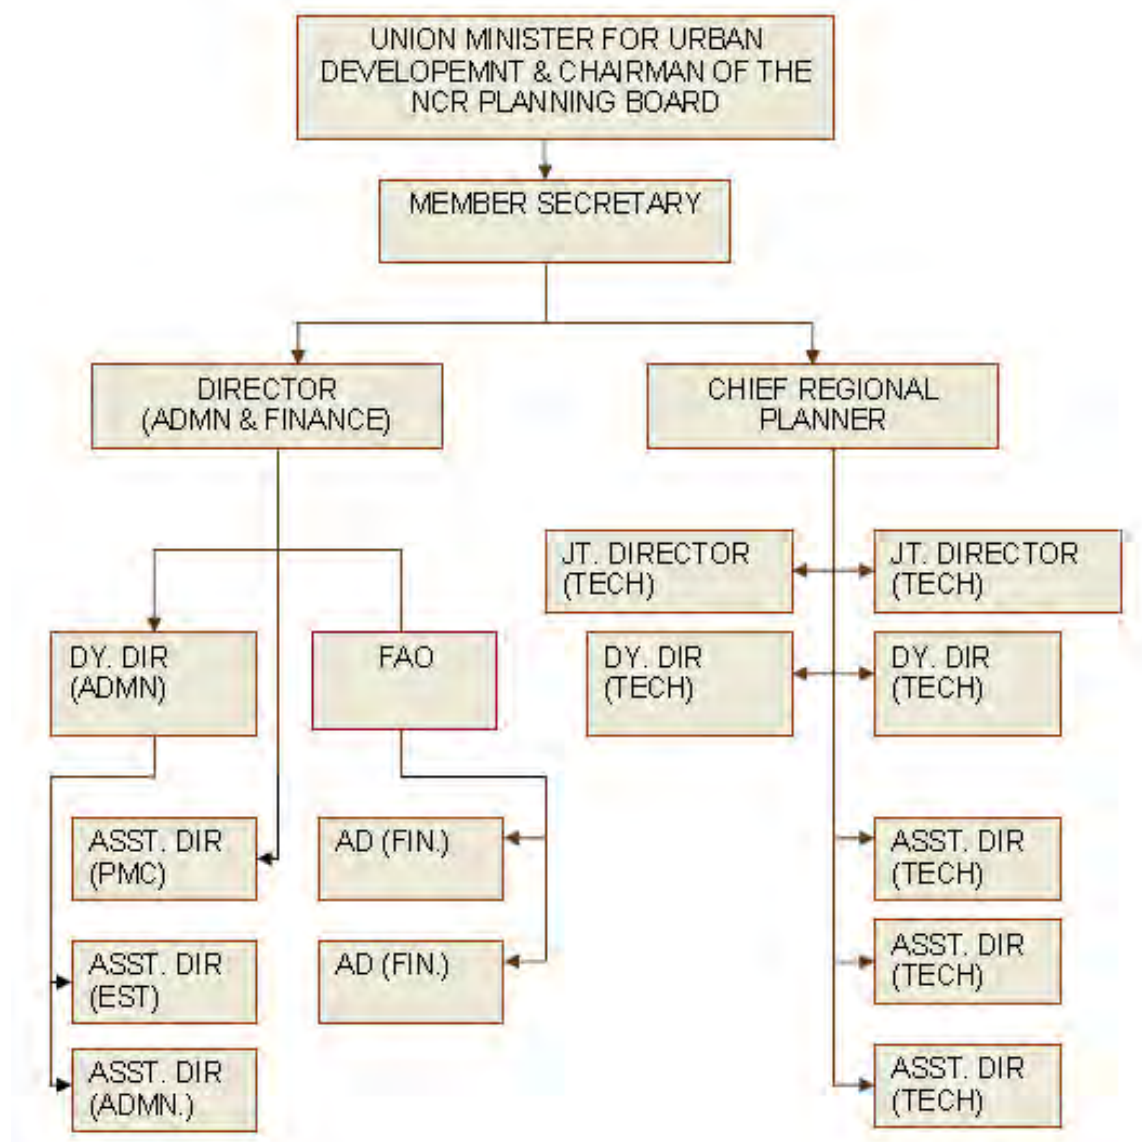 UNION MINISTER FOR URBAN
DEVELOPEMNT & CHAIRMAN OF THE
NCR PLANNING BOARD
MEMBER SECRETARY
DIRECTOR
(ADMN & FINANCE)
CHIEF REGIONAL
PLANNER
JT. DIRECTOR
(TECH)
JT. DIRECTOR
(TECH)
DY. DIR
(ADMN)
FAO
DY. DIR
(TECH)
DY. DIR
(TECH)
ASST. DIR
(PMC)
AD (FIN.)
ASST. DIR
(TECH)
ASST. DIR
(EST)
AD (FIN.)
ASST. DIR
(TECH)
ASST. DIR
(ADMN.)
ASST. DIR
(TECH)